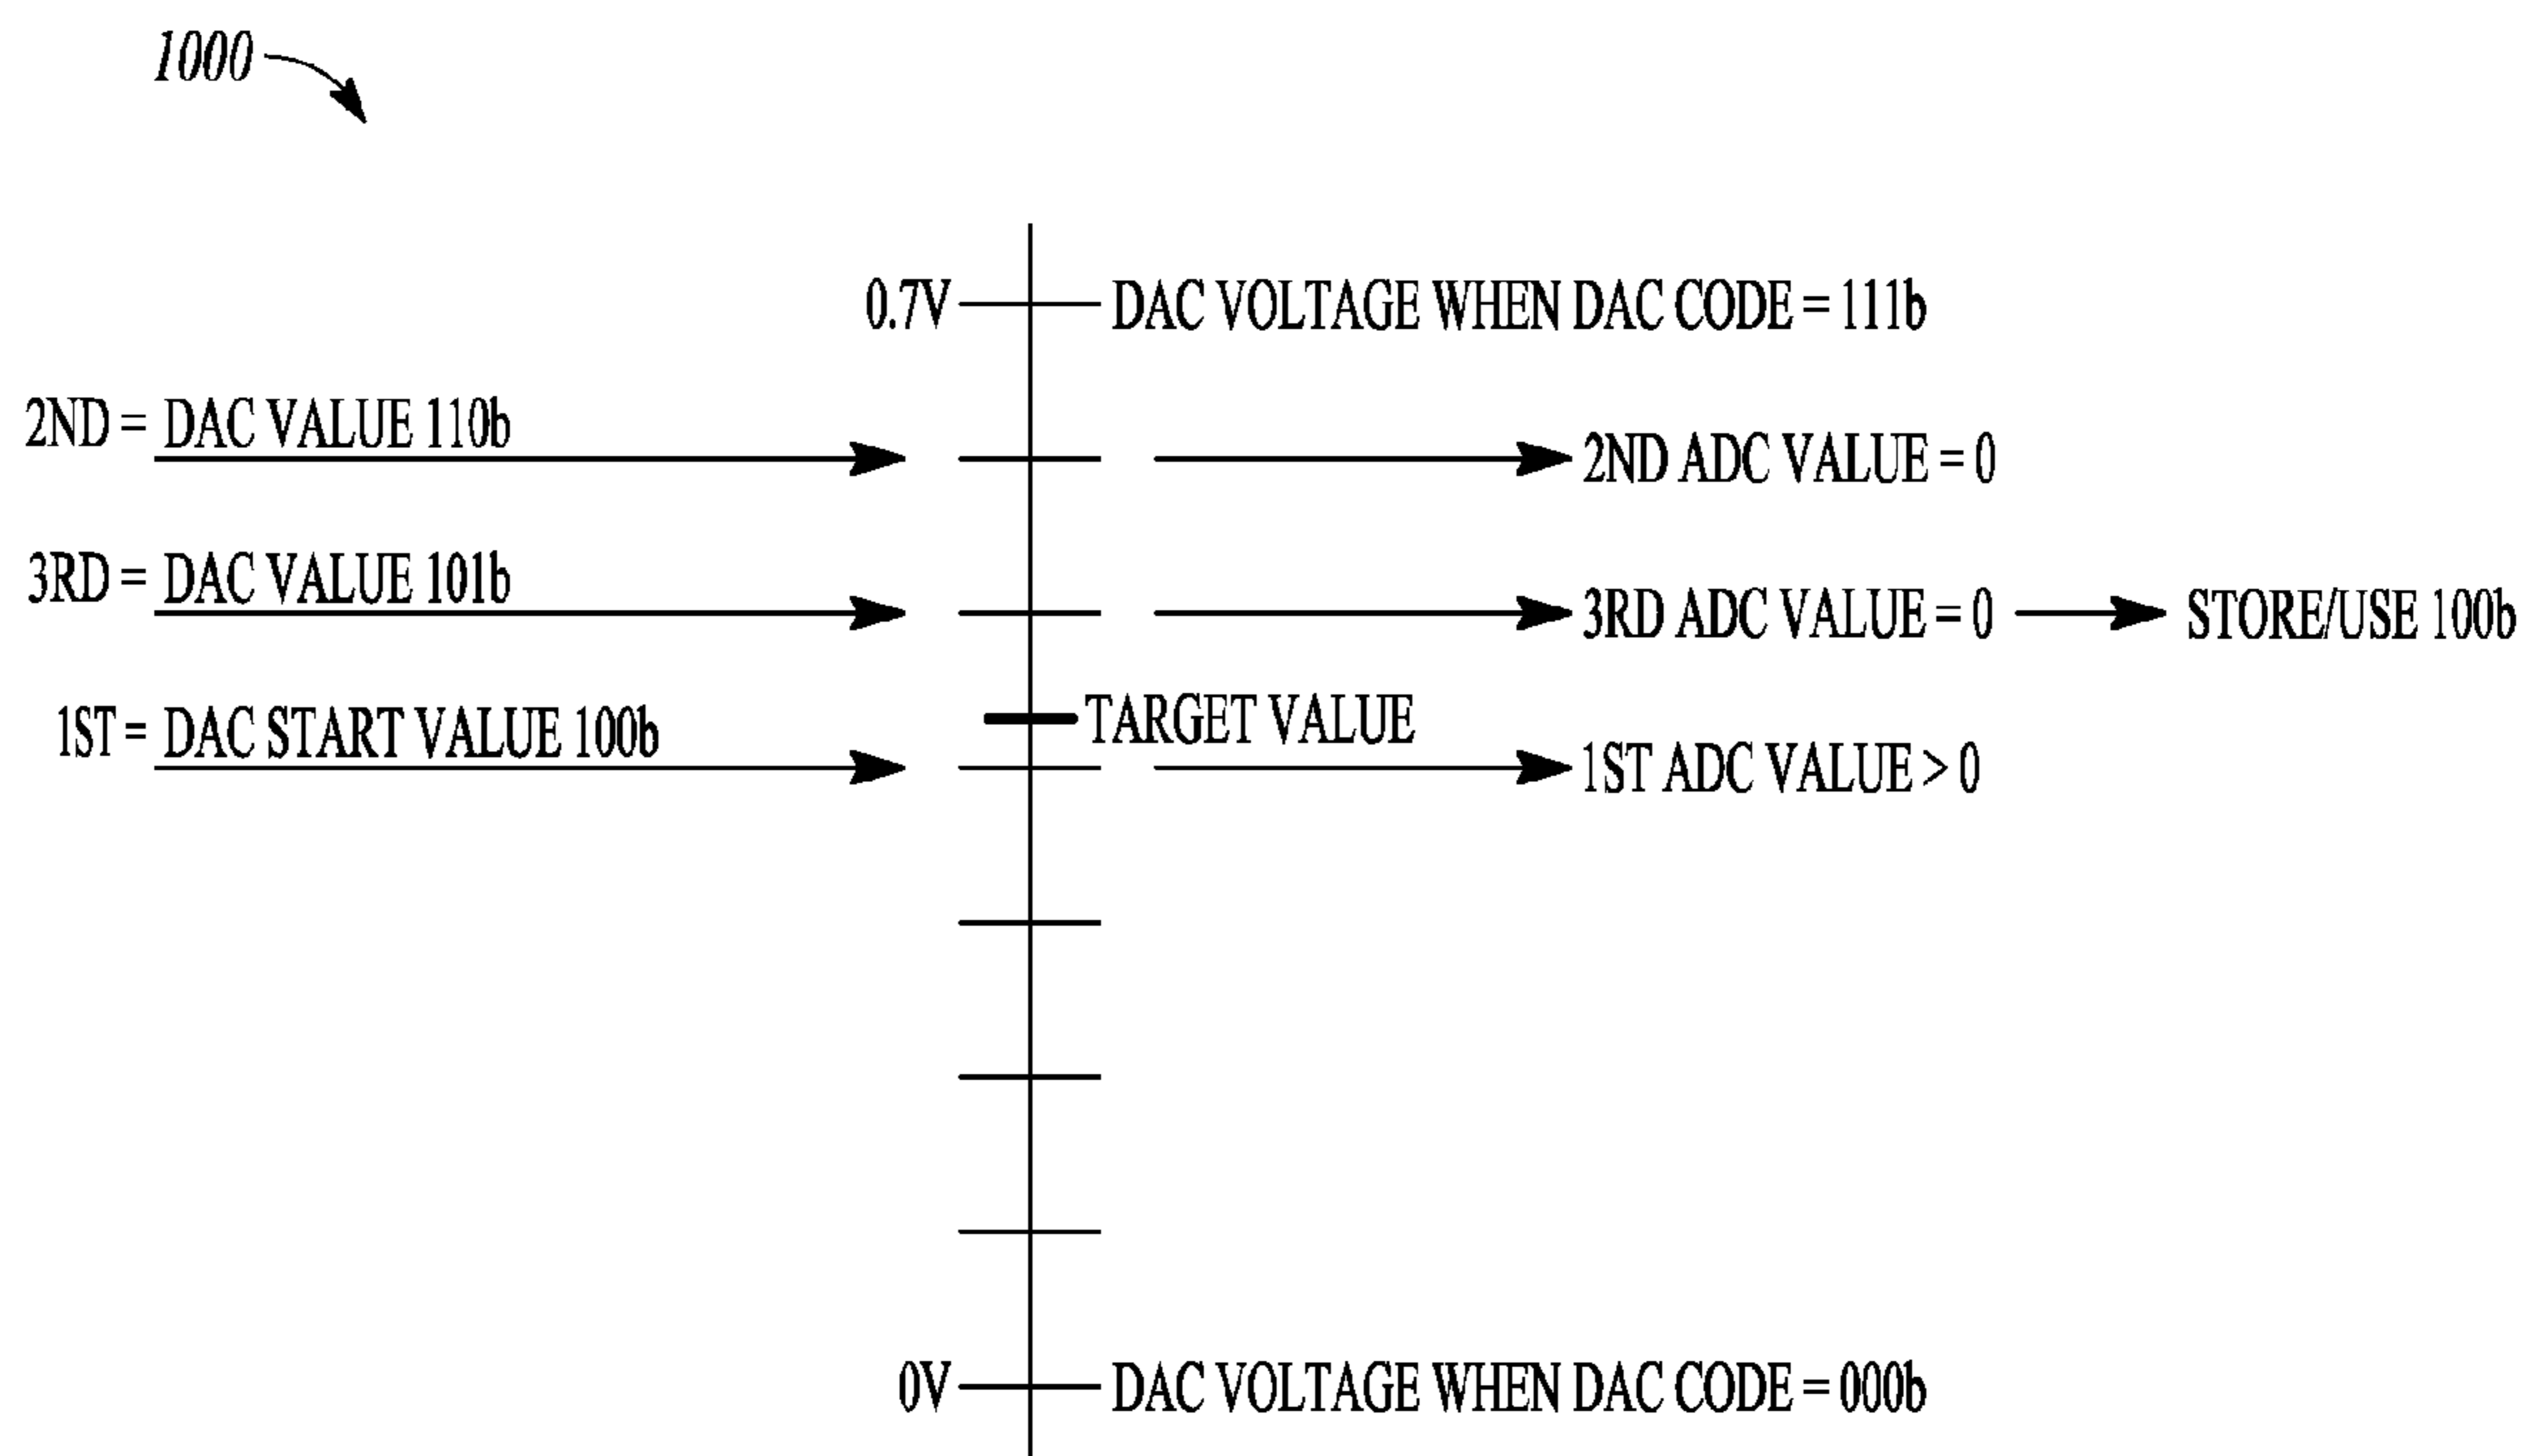 1000
0.7V
DAC VOLTAGE WHEN DAC CODE = 111b
2ND = DAC VALUE 110b
2ND ADC VALUE = 0
3RD = DAC VALUE 101b
3RD ADC VALUE = 0
STORE/USE 100b
1ST = DAC START VALUE 100b
TARGET VALUE
1ST ADC VALUE > 0
0V
DAC VOLTAGE WHEN DAC CODE = 000b